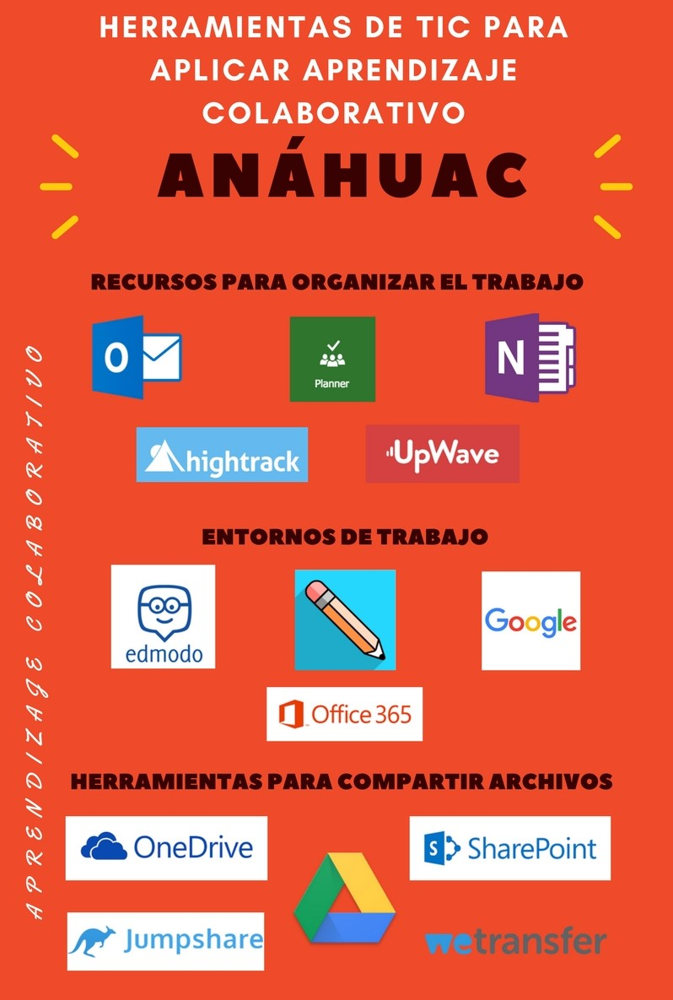 HERRAMIENTAS DE TIC PARA
APLICAR APRENDIZAJE
COLABORATIVO
ANÁHUAC
RECURSOS PARA ORGANIZAR EL TRABAJO
O
Planner
N
hightrack
UpWave
ENTORNOS DE TRABAJO
edmodo
Google
Office 365
HERRAMIENTAS PARA COMPARTIR ARCHIVOS
OneDrive
S SharePoint
Jumpshare
wetransfer
APRENDIZAJE COLABORATIVO